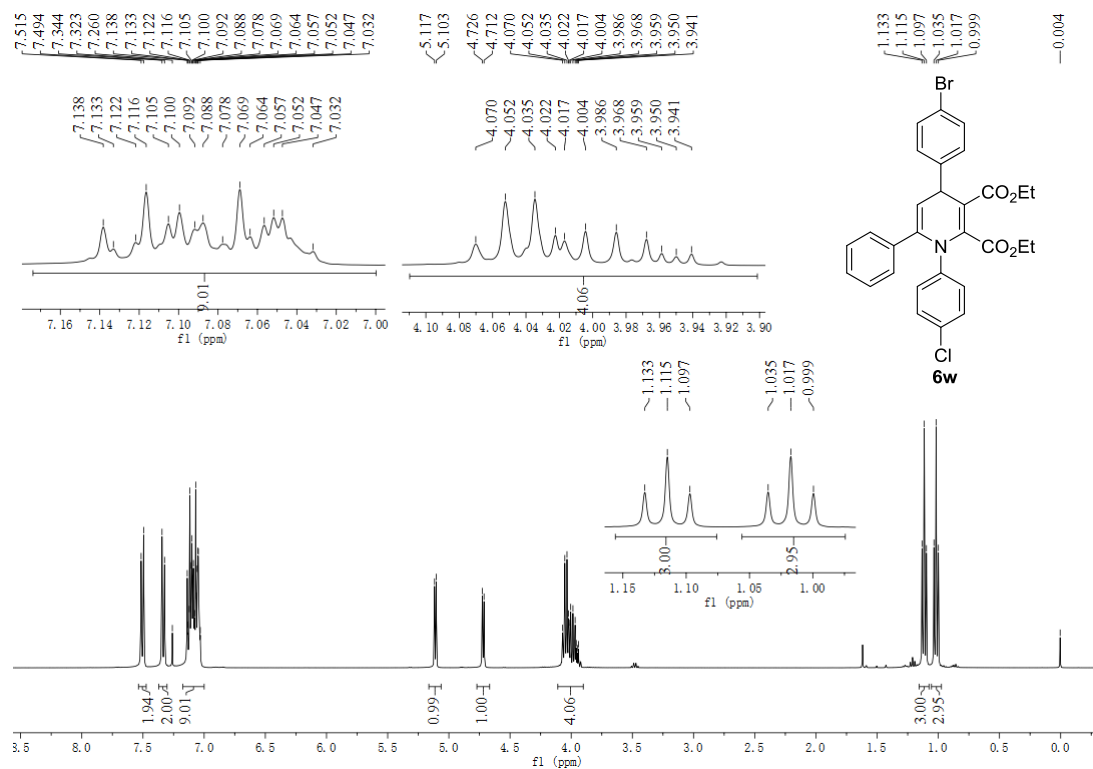 7.515 7.494 7.344 7.323 7.260 7.138 7.133 7.122 7.116 7.105 7.100 7.092 7.088 7.078 7.069 7.064 7.057 7.052 7.047 7.032 5.117 5.103 4.726 4.712 4.070 4.052 4.035 4.022 4.017 4.004 3.986 3.968 3.959 3.950 3.941 1.133 1.115 1.097 1.035 1.017 0.999 0.004
7.138 7.133 7.122 7.116 7.105 7.100 7.092 7.088 7.078 7.069 7.064 7.057 7.052 7.047 7.032
9.01
7.16 7.14 7.12 7.10 7.08 7.06 7.04 7.02 7.00
f1 (ppm)
4.070 4.052 4.035 4.022 4.017 4.004 3.986 3.968 3.959 3.950 3.941
4.06
4.10 4.08 4.06 4.04 4.02 4.00 3.98 3.96 3.94 3.92 3.90
f1 (ppm)
Br
CO2Et
CO2Et
N
Cl
6w
1.133 1.115 1.097 1.035 1.017 0.999
3.00 2.95
1.15 1.10 1.05 1.00
f1 (ppm)
1.94 2.00 9.01 0.99 1.00 4.06 3.00 2.95
8.5 8.0 7.5 7.0 6.5 6.0 5.5 5.0 4.5 4.0 3.5 3.0 2.5 2.0 1.5 1.0 0.5 0.0
f1 (ppm)